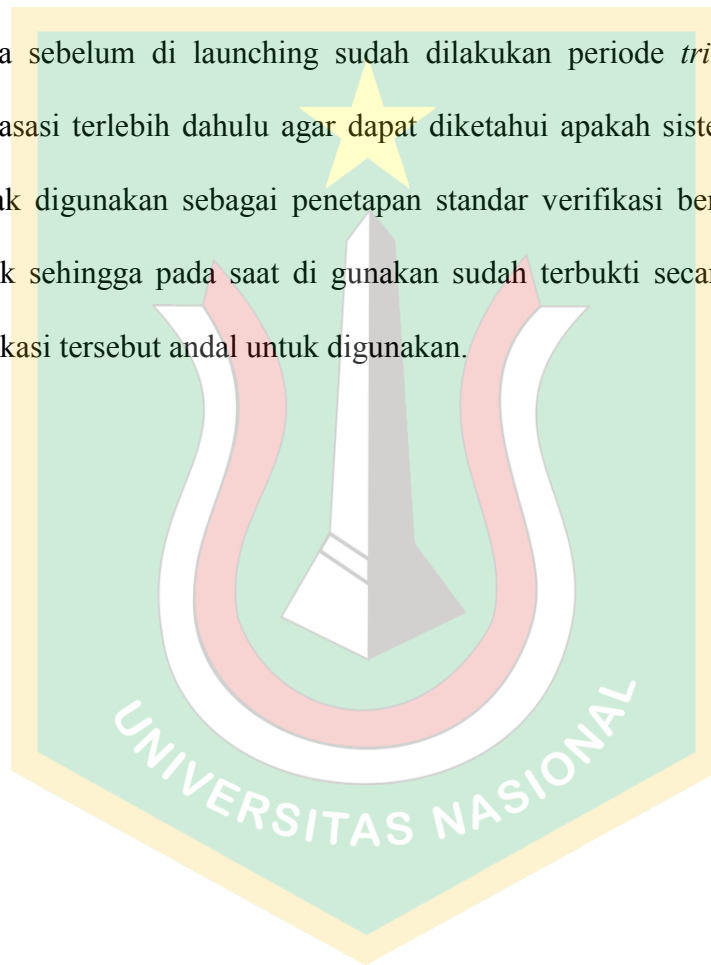 a sebelum di launching sudah dilakukan periode tri
asasi terlebih dahulu agar dapat diketahui apakah siste
ak digunakan sebagai penetapan standar verifikasi ber
k sehingga pada saat di gunakan sudah terbukti secar
kasi tersebut andal untuk digunakan.
UNIVERSITAS NASIONAL